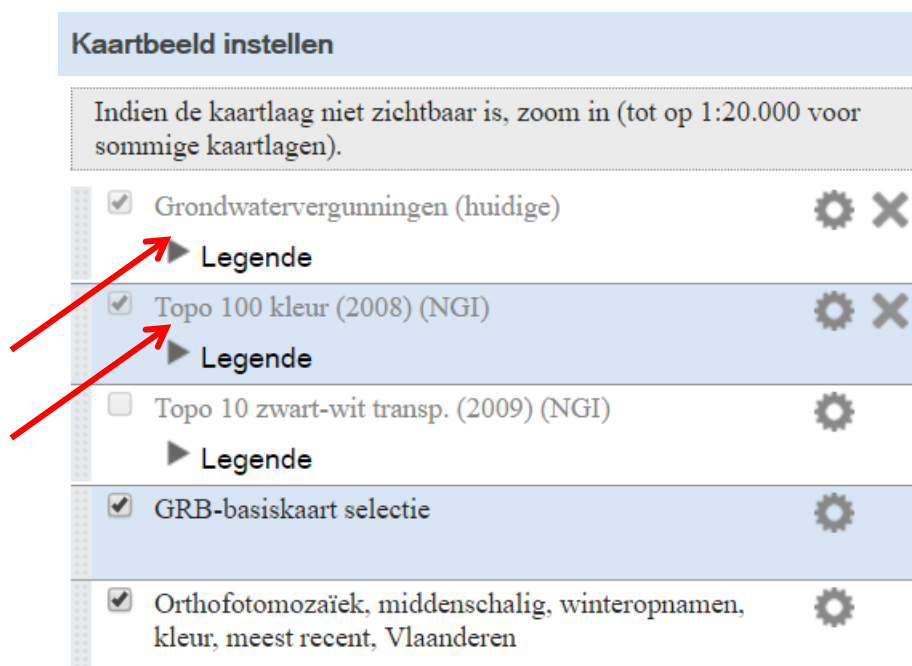 Kaartbeeld instellen
Indien de kaartlaag niet zichtbaar is, zoom in (tot op 1:20.000 voor
sommige kaartlagen).
Grondwatervergunningen (huidige)
Legende
Topo 100 kleur (2008) (NGI)
Legende
Topo 10 zwart-wit transp. (2009) (NGI)
Legende
GRB-basiskaart selectie
Orthofotomozaïek, middenschalig, winteropnamen,
kleur, meest recent, Vlaanderen